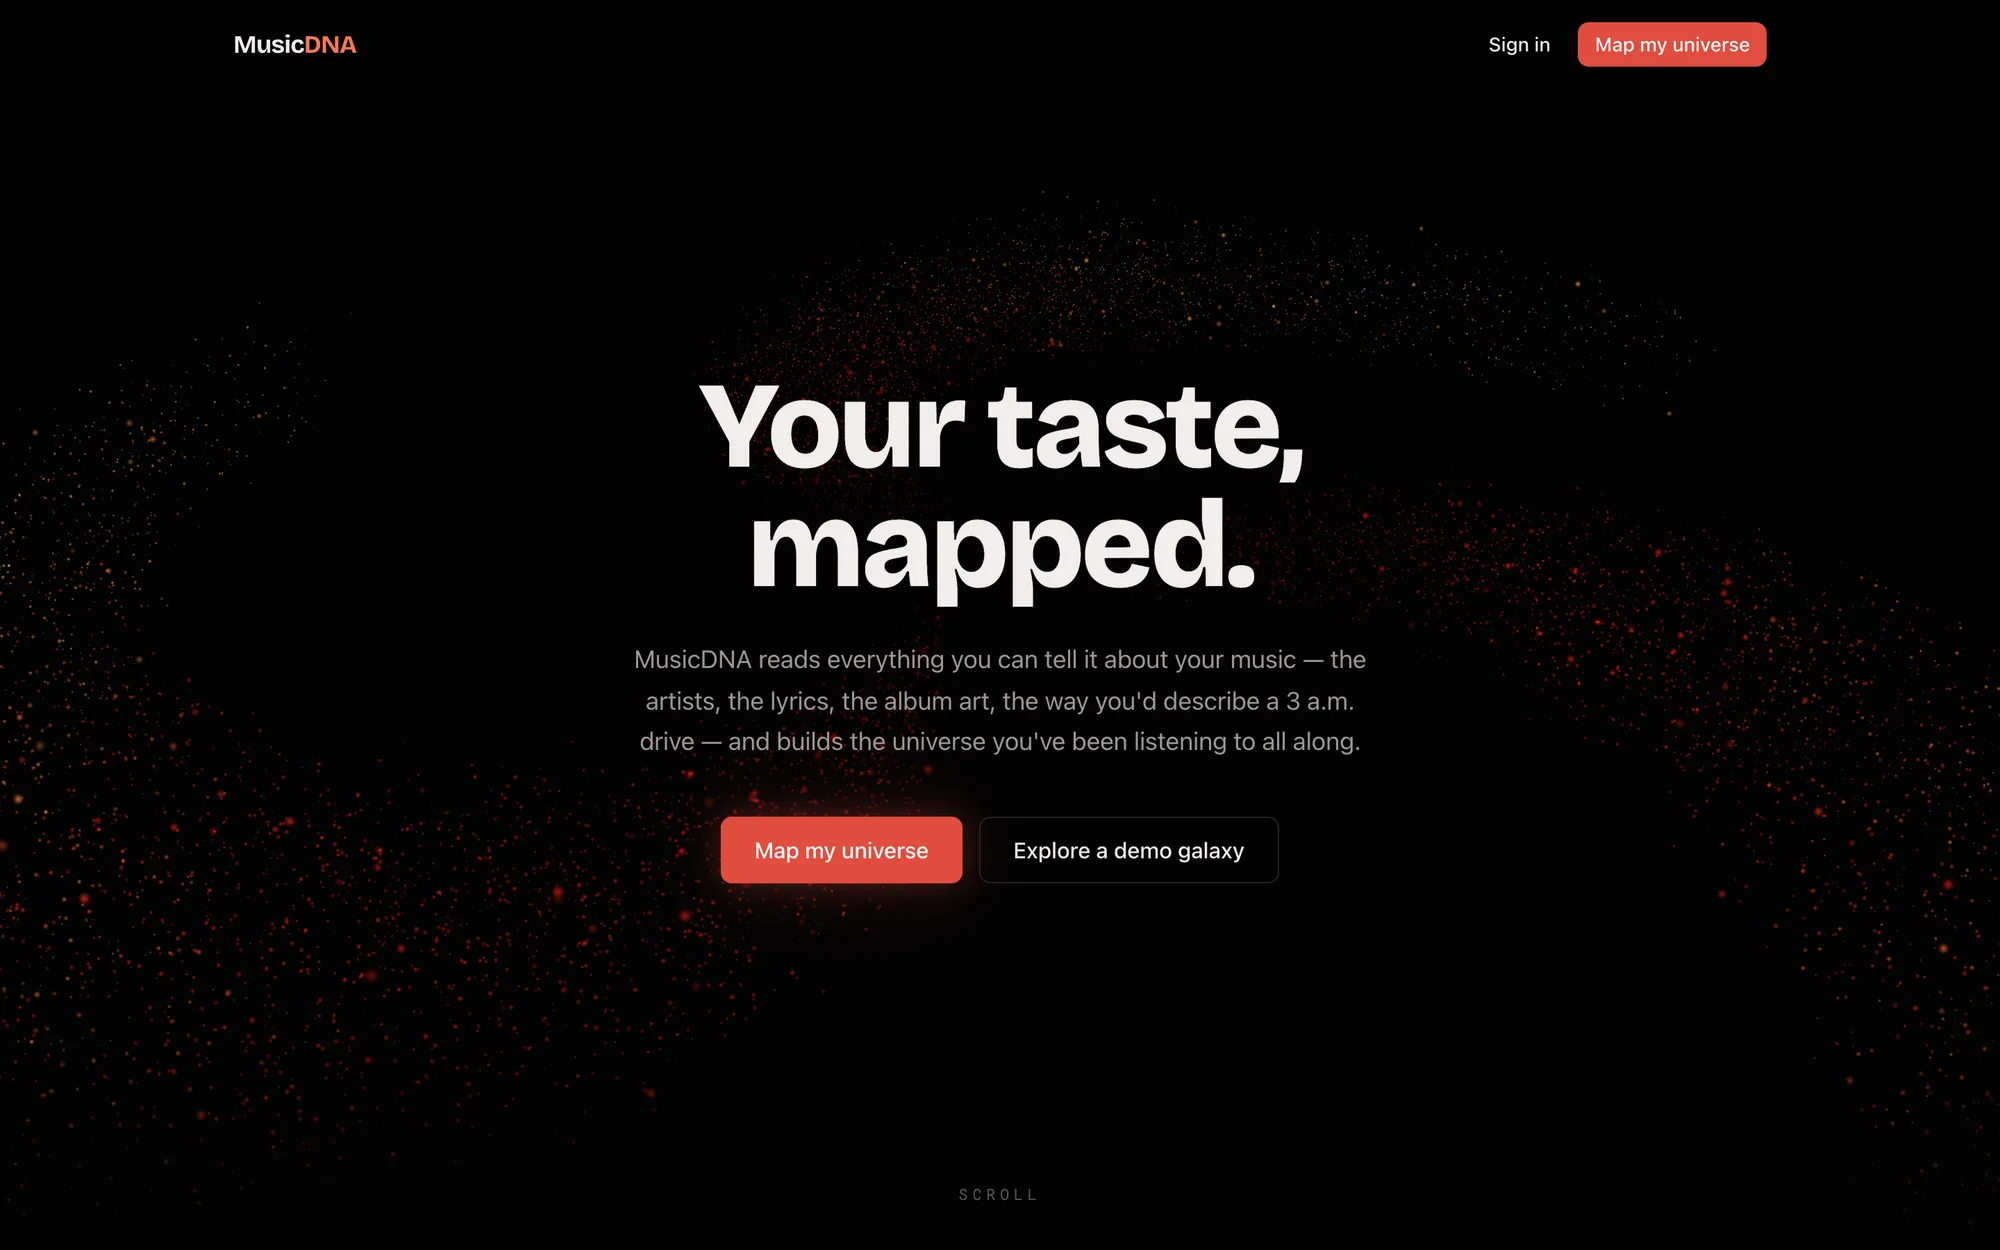 MusicDNA
Sign in
Map my universe
Your taste,
mapped.
MusicDNA reads everything you can tell it about your music — the
artists, the lyrics, the album art, the way you'd describe a 3 a.m.
drive — and builds the universe you've been listening to all along.
Map my universe
Explore a demo galaxy
SCROLL